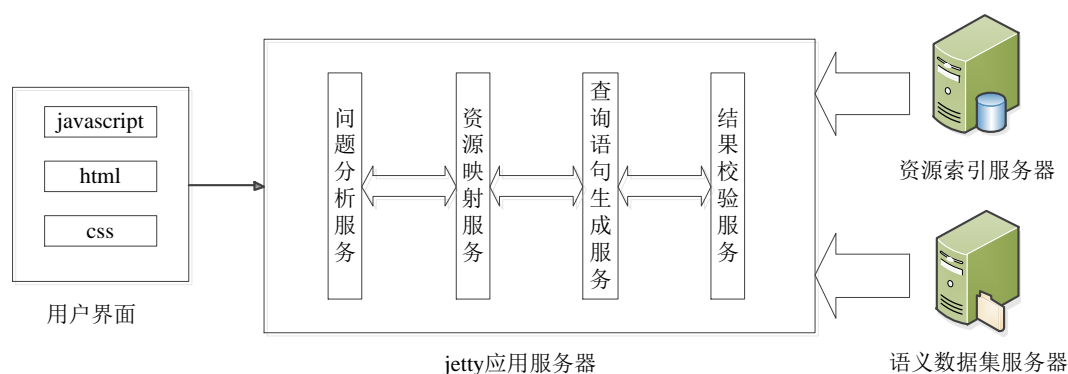 javascript
html
css
用户界面
问题分析服务
资源映射服务
查询语句生成服务
结果校验服务
jetty应用服务器
资源索引服务器
语义数据集服务器